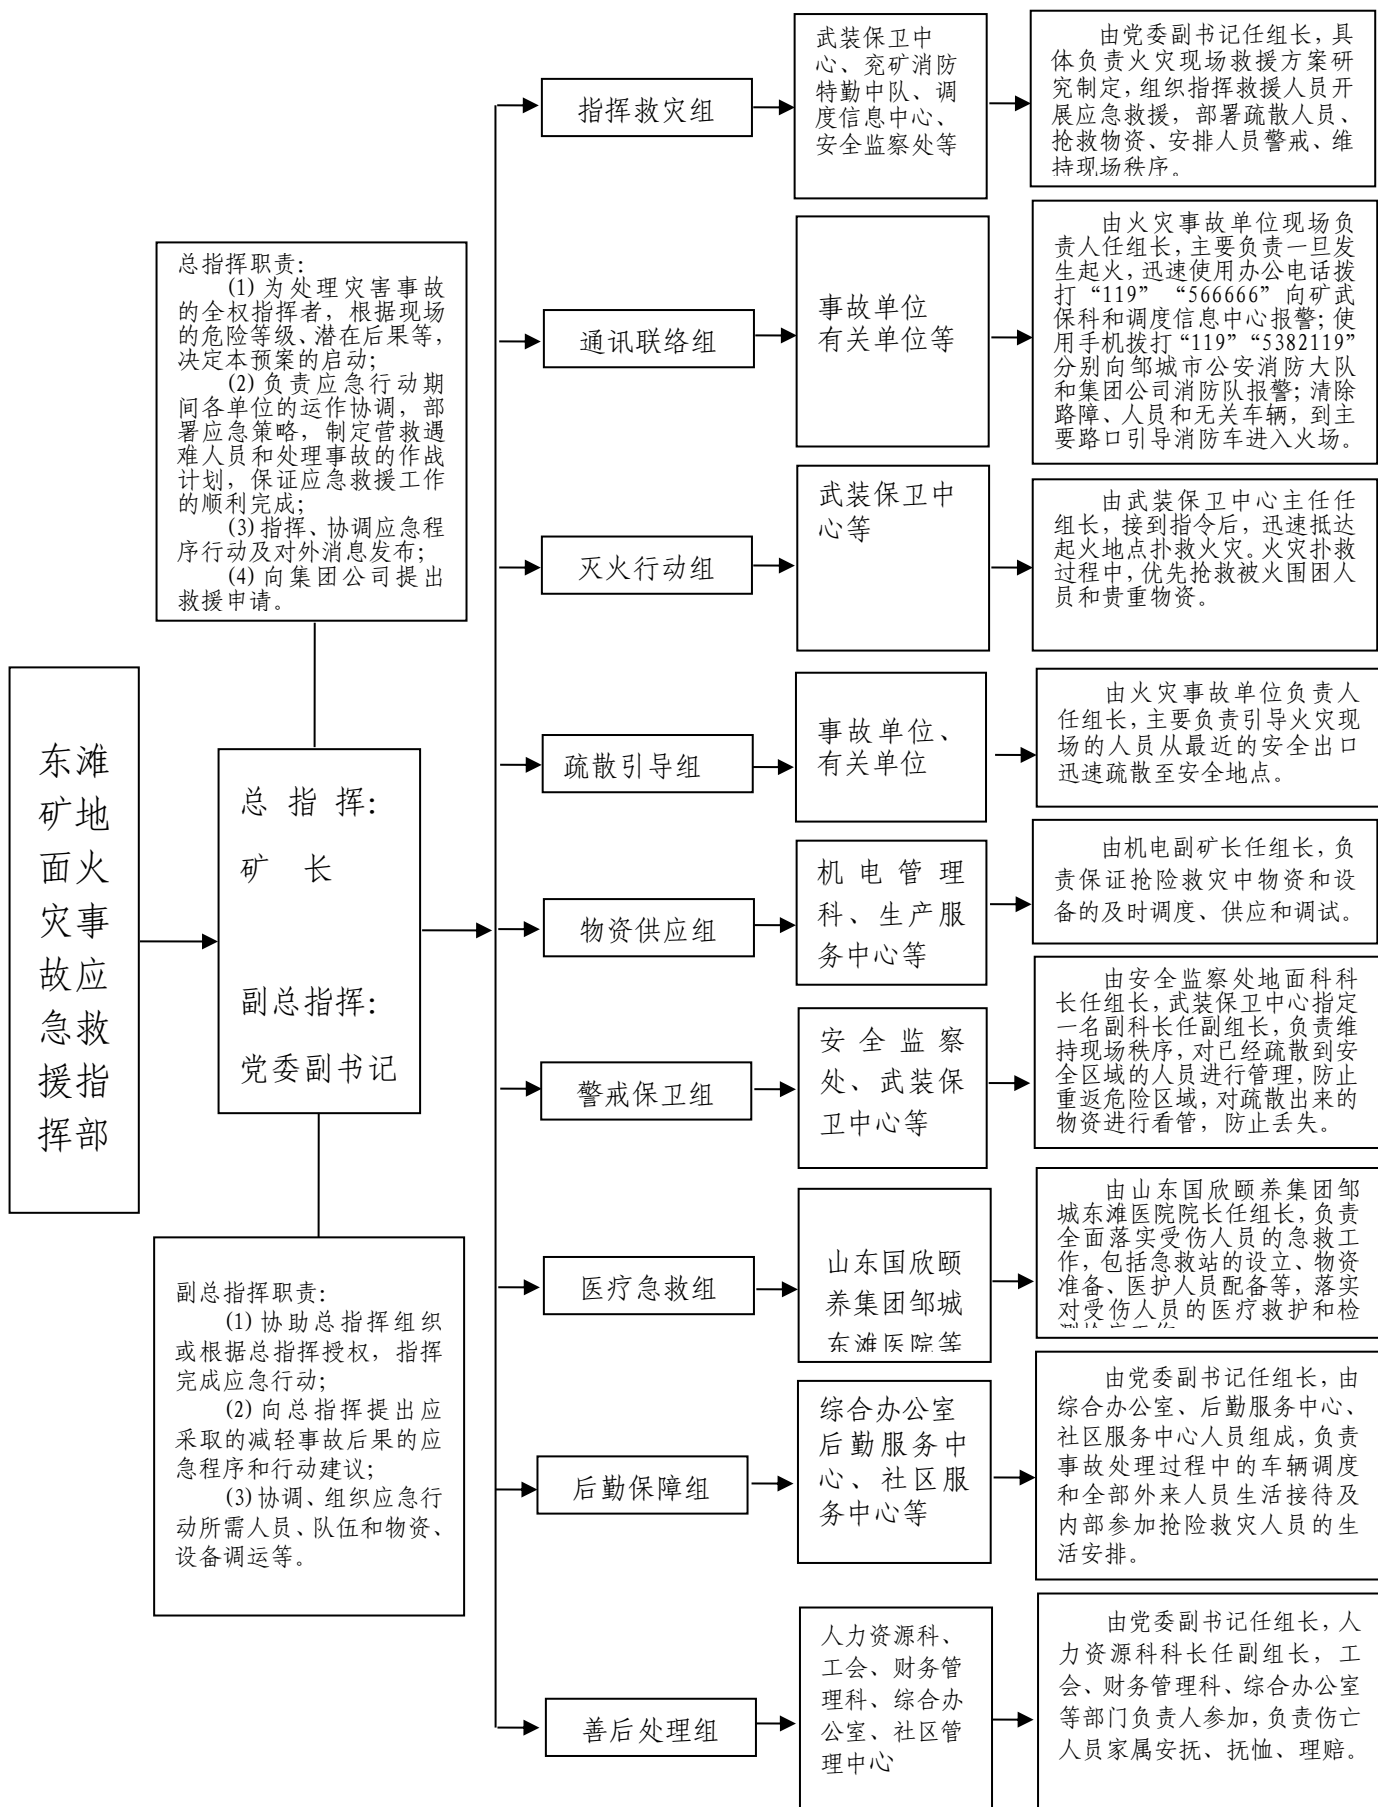 东滩
矿地
面火
灾事
故应
急救
援指
挥部
总指挥职责：
(1)为处理灾害事故
的全权指挥者，根据现场
的危险等级、潜在后果等，
决定本预案的启动；
(2)负责应急行动期
间各单位的运作协调，部
署应急策略，制定营救遇
难人员和处理事故的作战
计划，保证应急救援工作
的顺利完成；
(3)指挥、协调应急程
序行动及对外消息发布；
(4)向集团公司提出
救援申请。
总 指 挥：
矿 长
副总指挥：
党委副书记
副总指挥职责：
(1)协助总指挥组织
或根据总指挥授权，指挥
完成应急行动；
(2)向总指挥提出应
采取的减轻事故后果的应
急程序和行动建议；
(3)协调、组织应急行
动所需人员、队伍和物资、
设备调运等。
指挥救灾组
武装保卫中
心、兖矿消防
特勤中队、调
度信息中心、
安全监察处等
由党委副书记任组长，具
体负责火灾现场救援方案研
究制定，组织指挥救援人员开
展应急救援，部署疏散人员、
抢救物资、安排人员警戒、维
持现场秩序。
通讯联络组
事故单位
有关单位等
由火灾事故单位现场负
责人任组长，主要负责一旦发
生起火，迅速使用办公电话拨
打“119”“566666”向矿武
保科和调度信息中心报警；使
用手机拨打“119”“5382119”
分别向邹城市公安消防大队
和集团公司消防队报警；清除
路障、人员和无关车辆，到主
要路口引导消防车进入火场。
灭火行动组
武装保卫中
心等
由武装保卫中心主任任
组长，接到指令后，迅速抵达
起火地点扑救火灾。火灾扑救
过程中，优先抢救被火围困人
员和贵重物资。
疏散引导组
事故单位、
有关单位
由火灾事故单位负责人
任组长，主要负责引导火灾现
场的人员从最近的安全出口
迅速疏散至安全地点。
物资供应组
机电管理
科、生产服
务中心等
由机电副矿长任组长，负
责保证抢险救灾中物资和设
备的及时调度、供应和调试。
警戒保卫组
安全监察
处、武装保
卫中心等
由安全监察处地面科科
长任组长，武装保卫中心指定
一名副科长任副组长，负责维
持现场秩序，对已经疏散到安
全区域的人员进行管理，防止
重返危险区域，对疏散出来的
物资进行看管，防止丢失。
医疗急救组
山东国欣颐
养集团邹城
东滩医院等
由山东国欣颐养集团邹
城东滩医院院长任组长，负责
全面落实受伤人员的急救工
作，包括急救站的设立、物资
准备、医护人员配备等，落实
对受伤人员的医疗救护和检
后勤保障组
综合办公室
后勤服务中
心、社区服
务中心等
由党委副书记任组长，由
综合办公室、后勤服务中心、
社区服务中心人员组成，负责
事故处理过程中的车辆调度
和全部外来人员生活接待及
内部参加抢险救灾人员的生
活安排。
善后处理组
人力资源科、
工会、财务管
理科、综合办
公室、社区管
理中心
由党委副书记任组长，人
力资源科科长任副组长，工
会、财务管理科、综合办公室
等部门负责人参加，负责伤亡
人员家属安抚、抚恤、理赔。